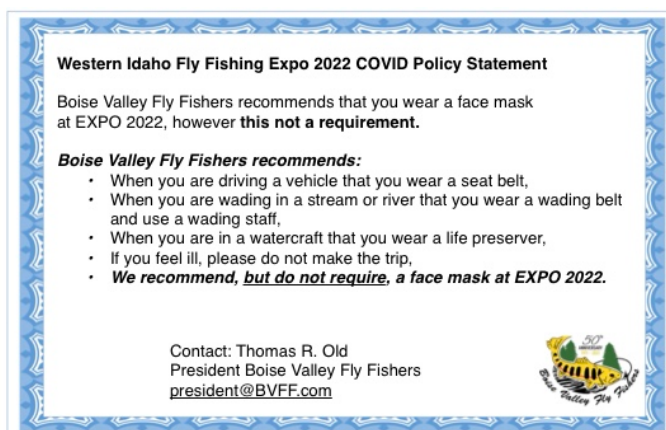 Western Idaho Fly Fishing Expo 2022 COVID Policy Statement
Boise Valley Fly Fishers recommends that you wear a face mask
at EXPO 2022, however this not a requirement.
Boise Valley Fly Fishers recommends:
• When you are driving a vehicle that you wear a seat belt,
• When you are wading in a stream or river that you wear a wading belt
and use a wading staff,
• When you are in a watercraft that you wear a life preserver,
• If you feel ill, please do not make the trip,
• We recommend, but do not require, a face mask at EXPO 2022.
Contact: Thomas R. Old
President Boise Valley Fly Fishers
president@BVFF.com
50th
ANNIVERSARY
Boise Valley Fly Fishers